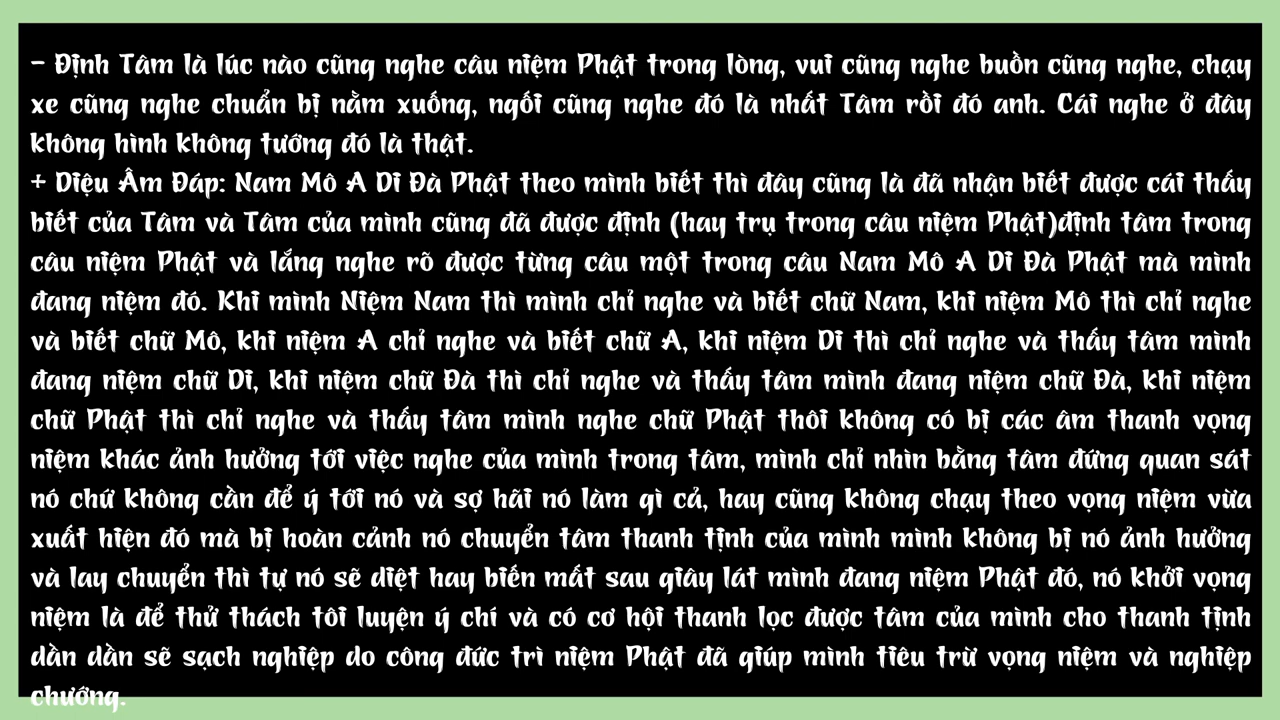 – Định Tâm là lúc nào cũng nghe câu niệm Phật trong lòng, vui cũng nghe buồn cũng nghe, chạy
xe cũng nghe chuẩn bị nằm xuống, ngối cũng nghe đó là nhất Tâm rồi đó anh. Cái nghe ở đây
không hình không tướng đó là thật.
+ Diệu Âm Đáp: Nam Mô A Di Đà Phật theo mình biết thì đây cũng là đã nhận biết được cái thấy
biết của Tâm và Tâm của mình cũng đã được định (hay trụ trong câu niệm Phật)định tâm trong
câu niệm Phật và lắng nghe rõ được từng câu một trong câu Nam Mô A Di Đà Phật mà mình
đang niệm đó. Khi mình Niệm Nam thì mình chỉ nghe và biết chữ Nam, khi niệm Mô thì chỉ nghe
và biết chữ Mô, khi niệm A chỉ nghe và biết chữ A, khi niệm Di thì chỉ nghe và thấy tâm mình
đang niệm chữ Di, khi niệm chữ Đà thì chỉ nghe và thấy tâm mình đang niệm chữ Đà, khi niệm
chữ Phật thì chỉ nghe và thấy tâm mình nghe chữ Phật thôi không có bị các âm thanh vọng
niệm khác ảnh hưởng tới việc nghe của mình trong tâm, mình chỉ nhìn bằng tâm đứng quan sát
nó chứ không cần để ý tới nó và sợ hãi nó làm gì cả, hay cũng không chạy theo vọng niệm vừa
xuất hiện đó mà bị hoàn cảnh nó chuyển tâm thanh tịnh của mình mình không bị nó ảnh hưởng
và lay chuyển thì tự nó sẽ diệt hay biến mất sau giây lát mình đang niệm Phật đó, nó khởi vọng
niệm là để thử thách tôi luyện ý chí và có cơ hội thanh lọc được tâm của mình cho thanh tịnh
dần dần sẽ sạch nghiệp do công đức trì niệm Phật đã giúp mình tiêu trừ vọng niệm và nghiệp
chướng.